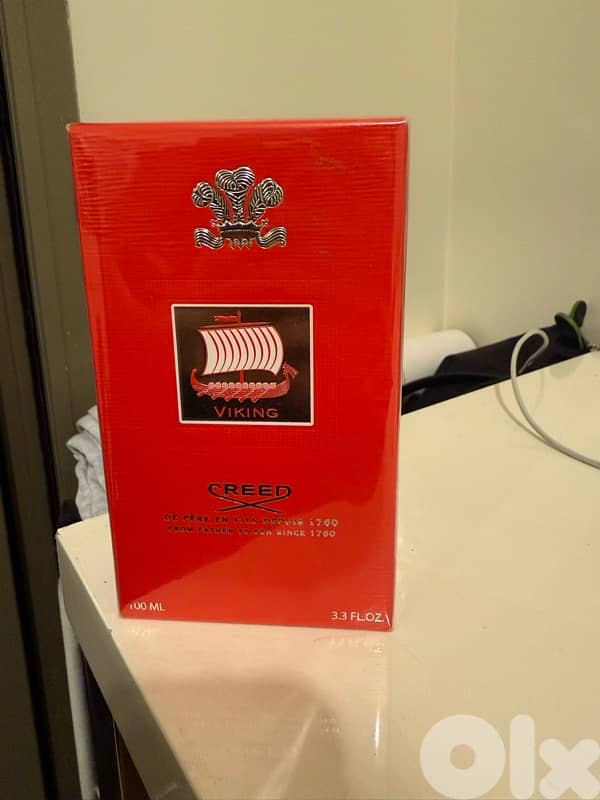 VIKING
CREED
DE PÈRE EN FILS DEPUIS 1760
FROM FATHER TO SON SINCE 1760
100 ML
3.3 FL.OZ.
Olx